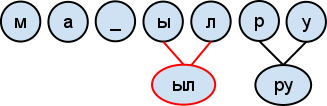 м а _ ы л р у
ыл ру